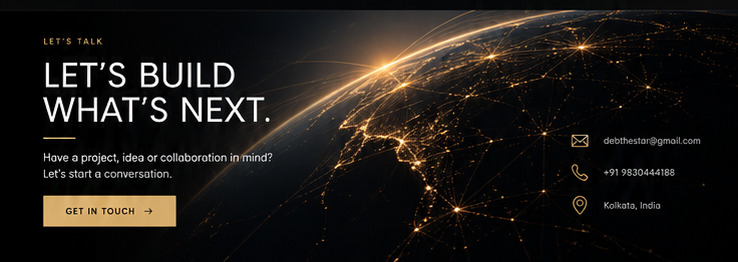 LET'S TALK
LET'S BUILD
WHAT'S NEXT.
Have a project, idea or collaboration in mind?
Let's start a conversation.
GET IN TOUCH →
debthestar@gmail.com
+91 9830444188
Kolkata, India